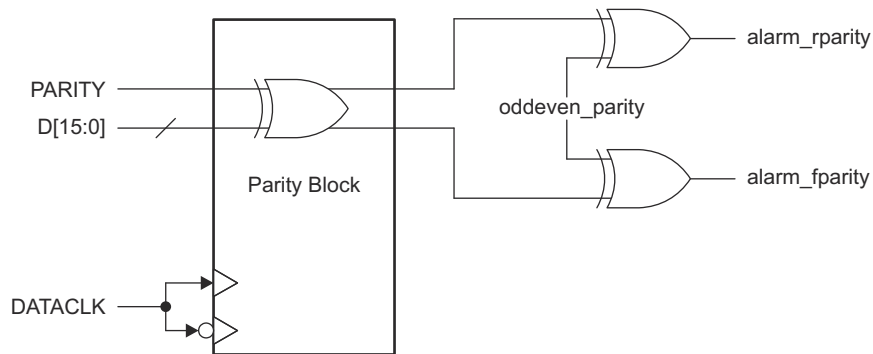 alarm_rparity
PARITY
oddeven_parity
D[15:0]
Parity Block
alarm_fparity
DATACLK